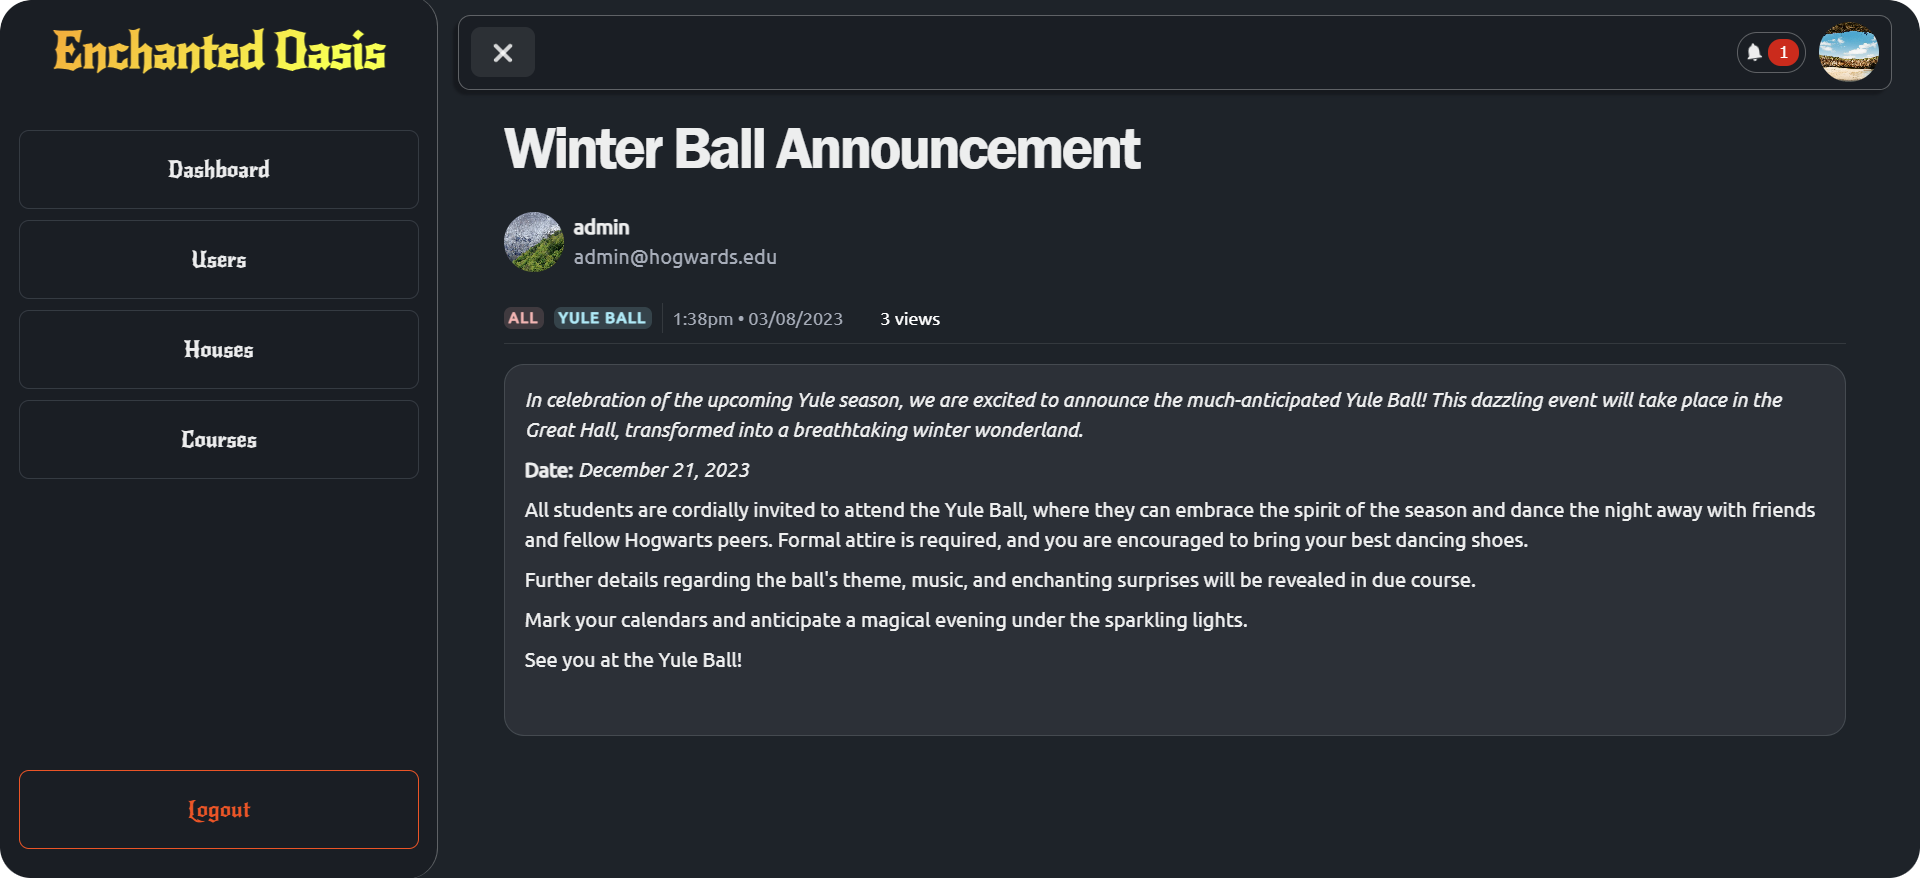 Enchanted Oasis
Dashboard
Users
Houses
Courses
Logout
1
Winter Ball Announcement
admin
admin@hogwards.edu
ALL YULE BALL 1:38pm • 03/08/2023 3 views
In celebration of the upcoming Yule season, we are excited to announce the much-anticipated Yule Ball! This dazzling event will take place in the
Great Hall, transformed into a breathtaking winter wonderland.
Date: December 21, 2023
All students are cordially invited to attend the Yule Ball, where they can embrace the spirit of the season and dance the night away with friends
and fellow Hogwarts peers. Formal attire is required, and you are encouraged to bring your best dancing shoes.
Further details regarding the ball's theme, music, and enchanting surprises will be revealed in due course.
Mark your calendars and anticipate a magical evening under the sparkling lights.
See you at the Yule Ball!